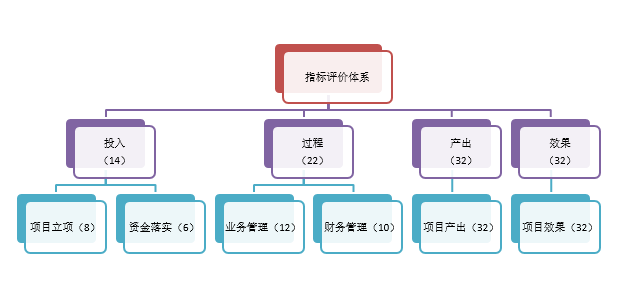 指标评价体系
投入
（14）
过程
（22）
产出
（32）
效果
（32）
项目立项（8）
资金落实（6）
业务管理（12）
财务管理（10）
项目产出（32）
项目效果（32）